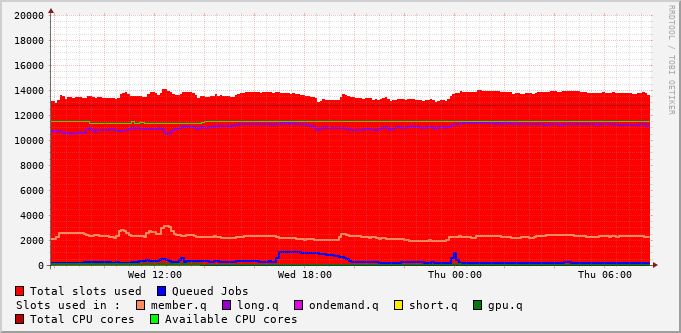 20000
18000
16000
14000
12000
10000
8000
6000
4000
2000
0
Wed 12:00 Wed 18:00 Thu 00:00 Thu 06:00
Total slots used Queued Jobs
Slots used in : member.q long.q ondemand.q short.q gpu.q
Total CPU cores Available CPU cores
RRDTOOL / TOBI OETIKER